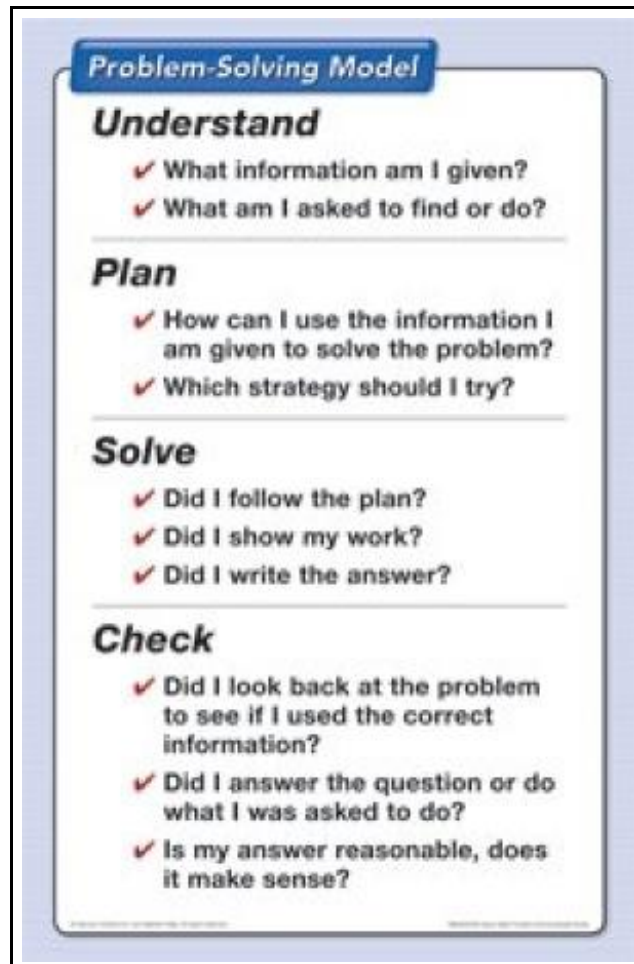 Problem-Solving Model
Understand
✔ What information am I given?
✔ What am I asked to find or do?
Plan
✔ How can I use the information I
am given to solve the problem?
✔ Which strategy should I try?
Solve
✔ Did I follow the plan?
✔ Did I show my work?
✔ Did I write the answer?
Check
✔ Did I look back at the problem
to see if I used the correct
information?
✔ Did I answer the question or do
what I was asked to do?
✔ Is my answer reasonable, does
it make sense?